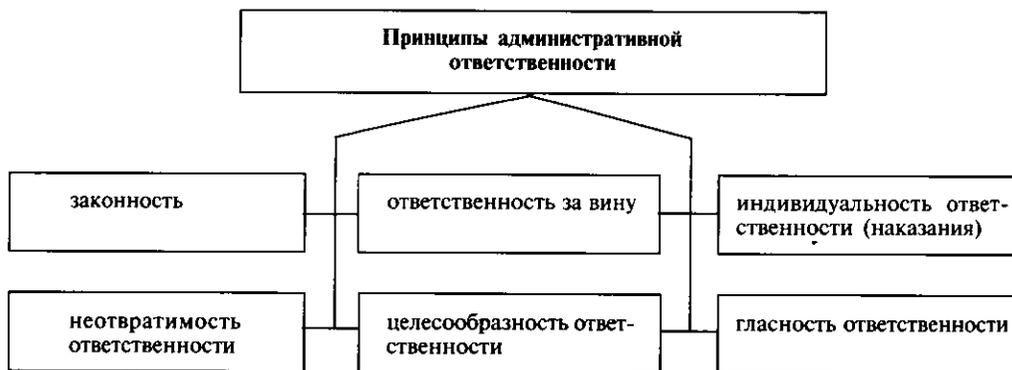 Принципы административной
ответственности
законность
ответственность за вину
индивидуальность ответ-
ственности (наказания)
неотвратимость
ответственности
целесообразность ответ-
ственности
гласность ответственности